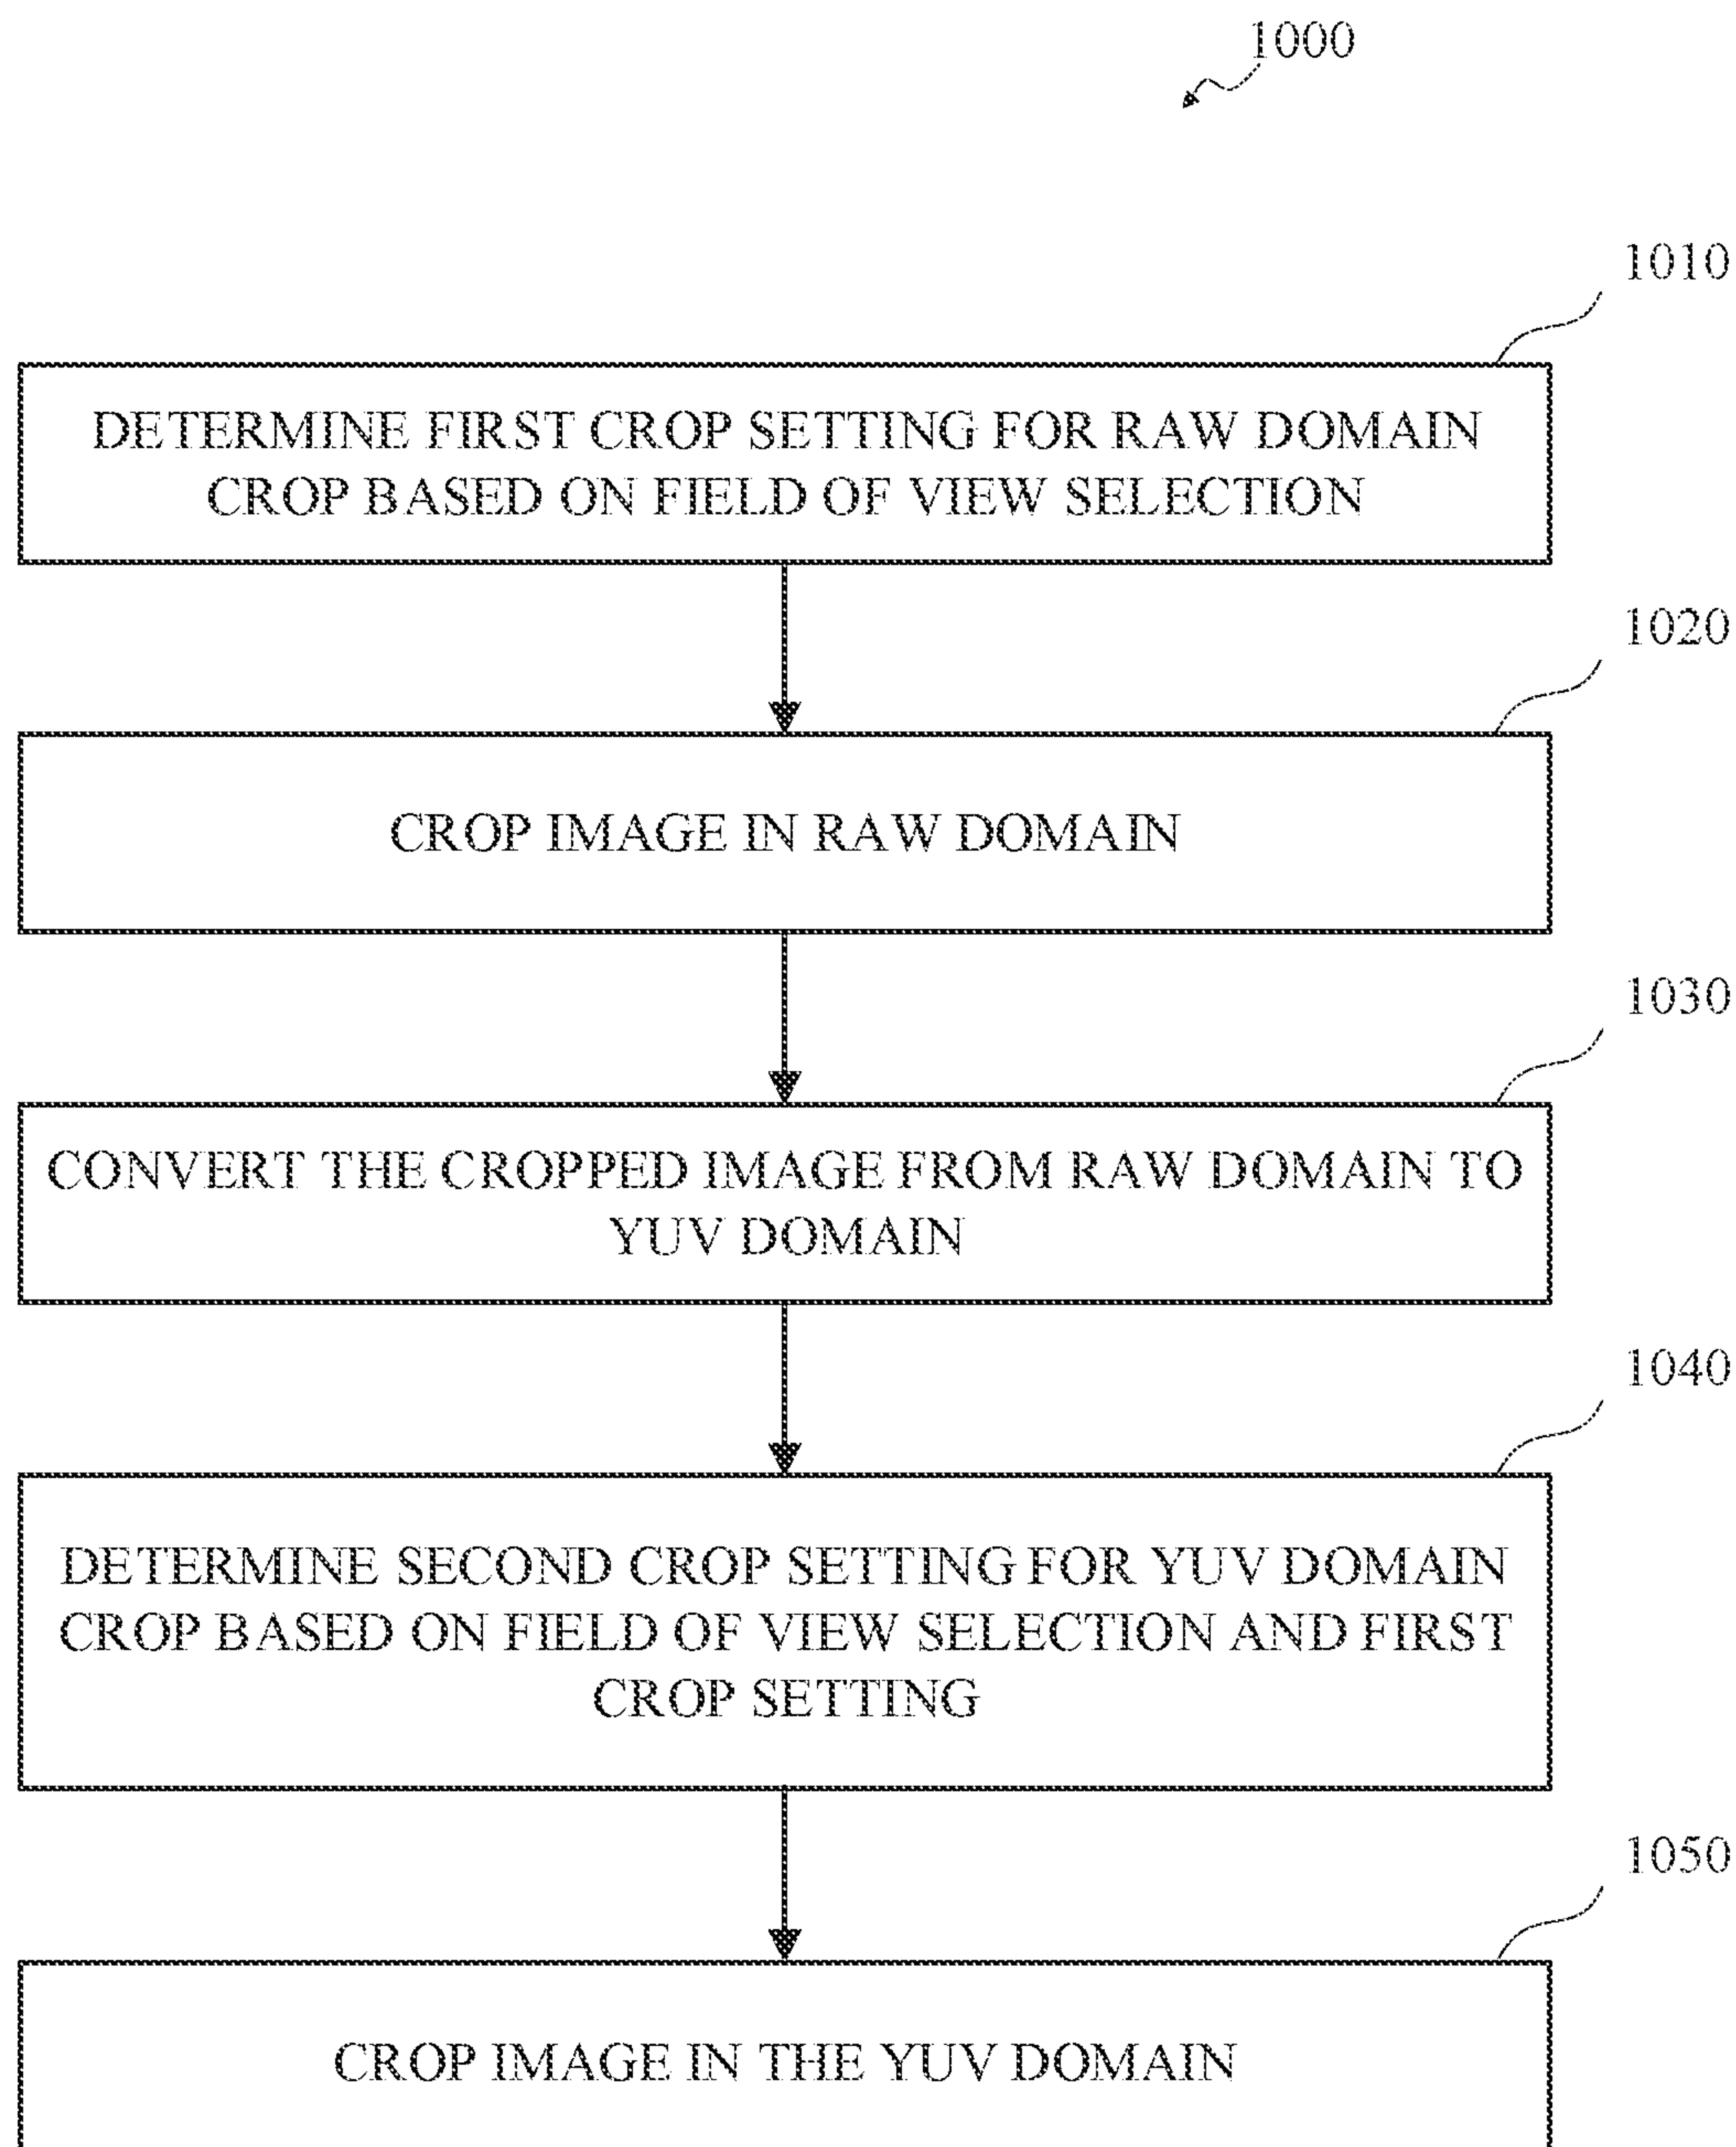 1000
1010
DETERMINE FIRST CROP SETTING FOR RAW DOMAIN
CROP BASED ON FIELD OF VIEW SELECTION
1020
CROP IMAGE IN RAW DOMAIN
1030
CONVERT THE CROPPED IMAGE FROM RAW DOMAIN TO
YUV DOMAIN
1040
DETERMINE SECOND CROP SETTING FOR YUV DOMAIN
CROP BASED ON FIELD OF VIEW SELECTION AND FIRST
CROP SETTING
1050
CROP IMAGE IN THE YUV DOMAIN